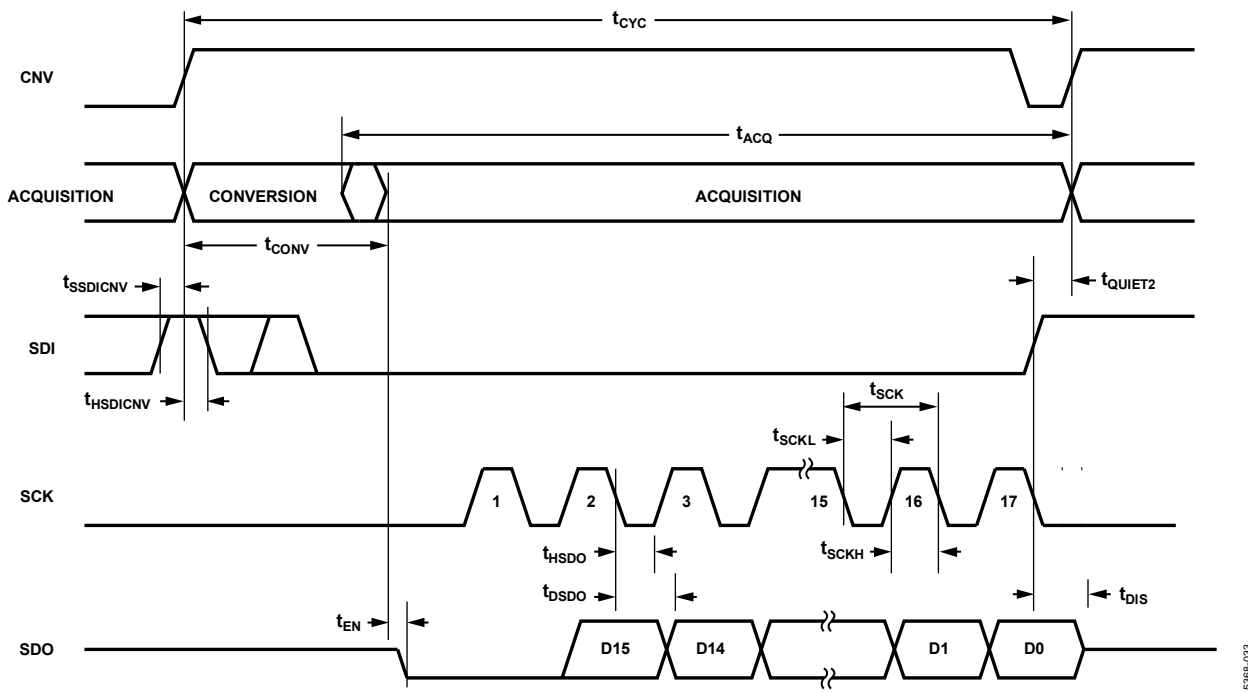 tCYC
CNV
tACQ
ACQUISITION
CONVERSION
ACQUISITION
tCONV
tSSDICNV
tQUIET2
SDI
tHSDICNV
tSCK
tSCKL
SCK
1
2
3
15
16
17
tHSDO
tSCKH
tDSDO
tDIS
tEN
SDO
D15
D14
D1
D0